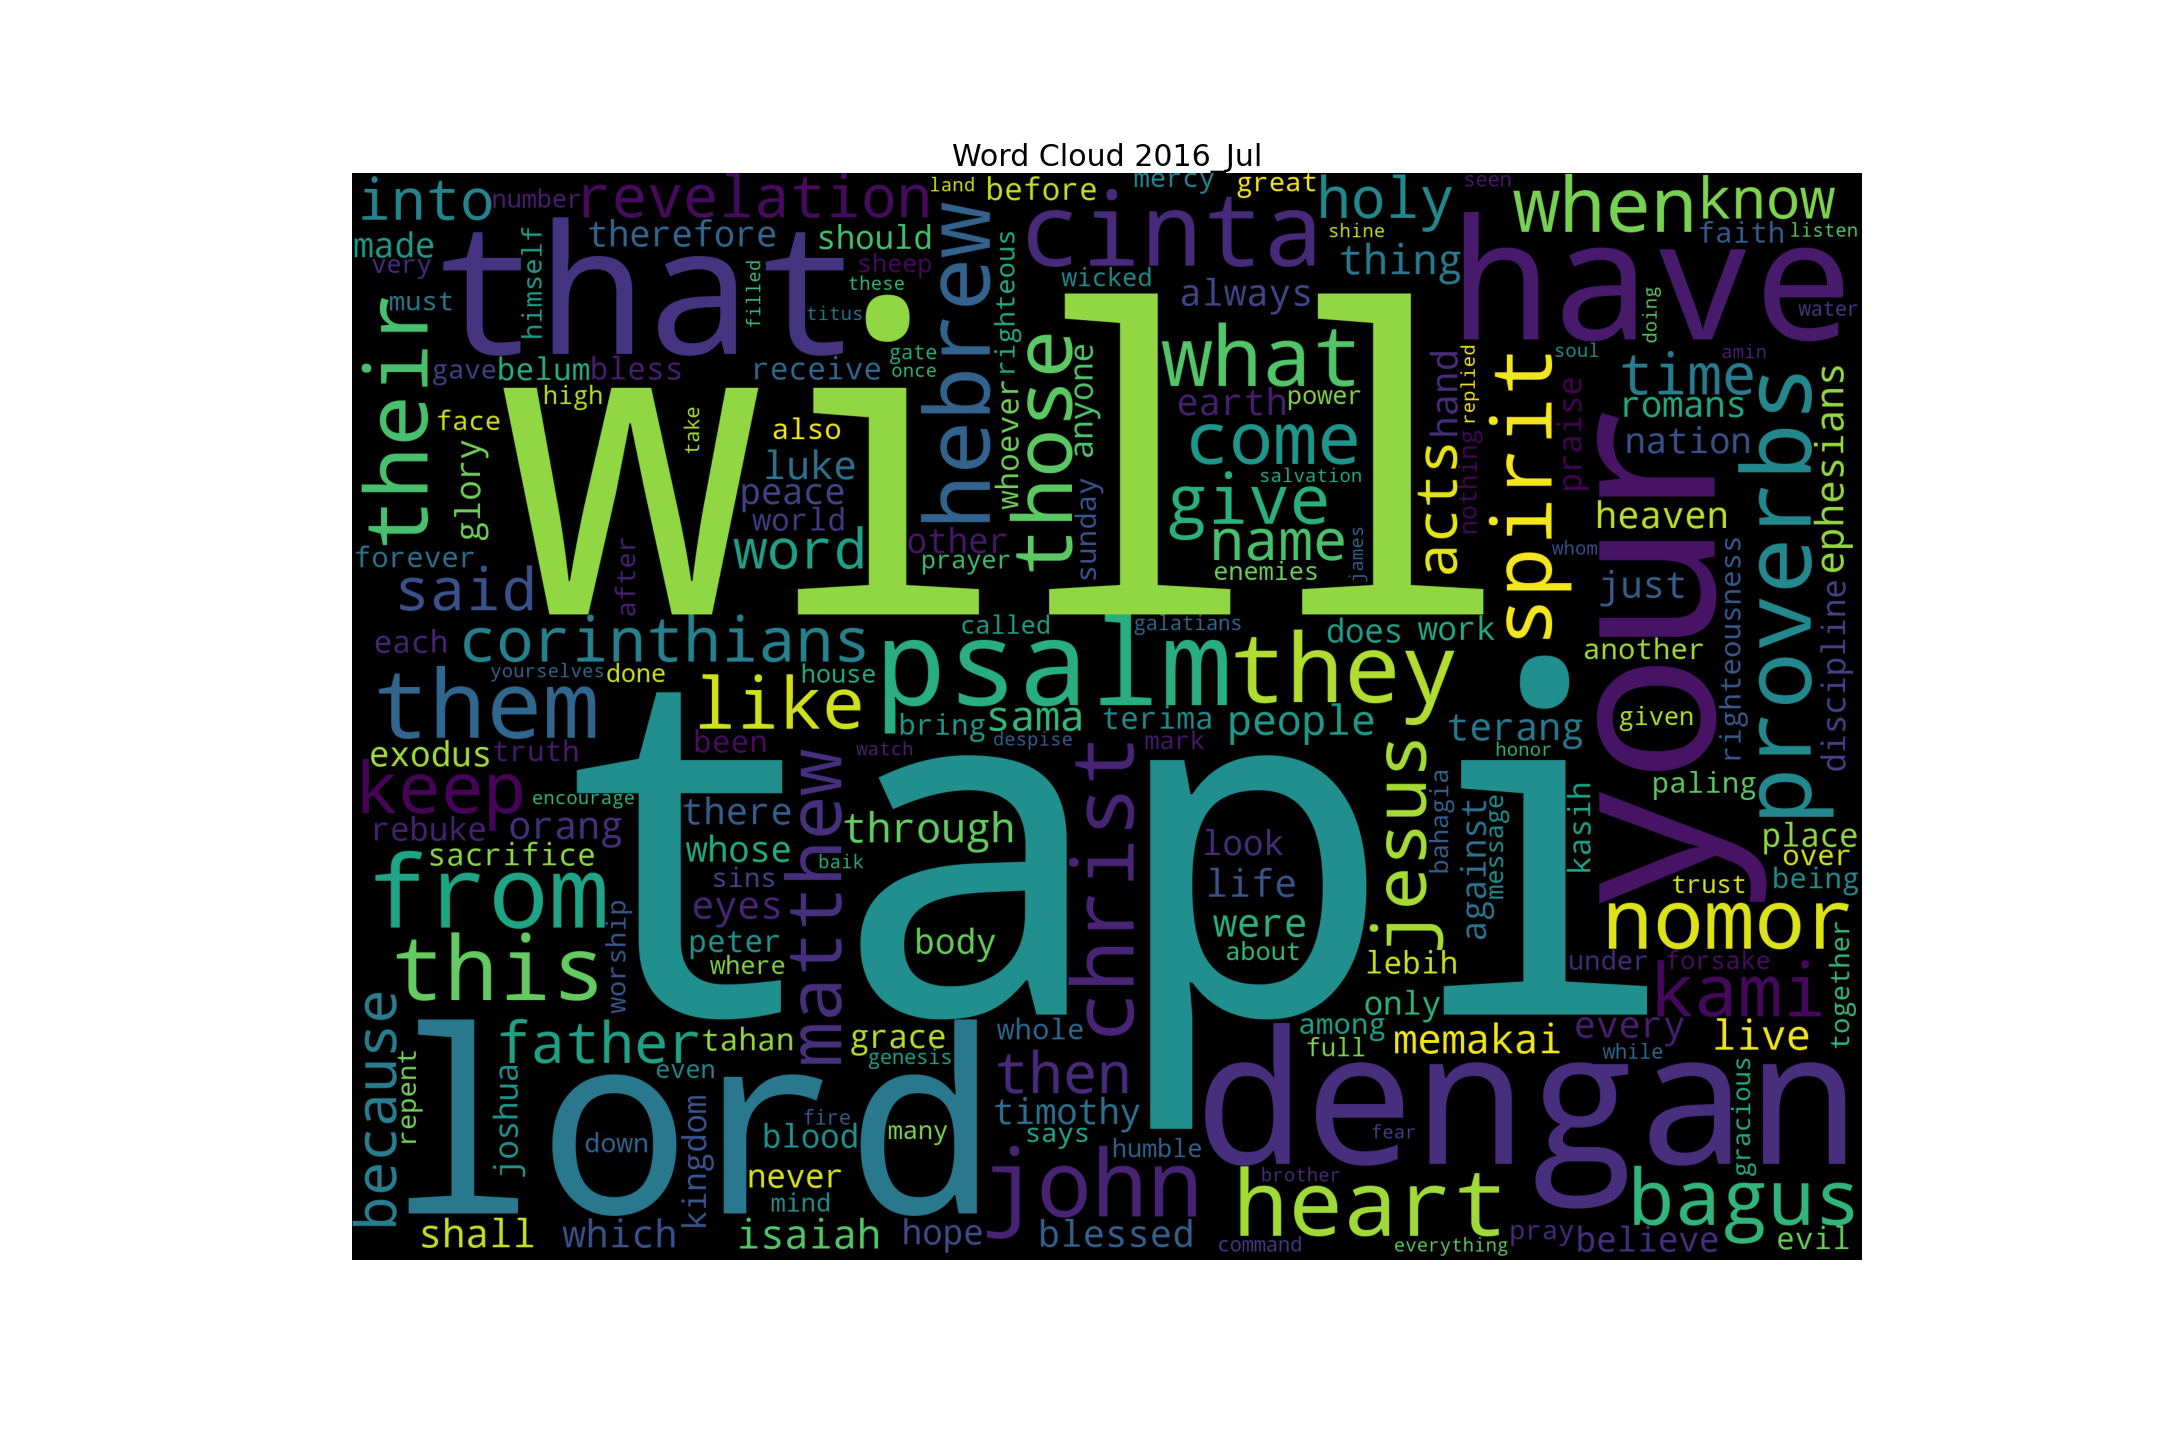 Word Cloud 2016_Jul
into number revelation land before mercy great holy seen when know
made himself therefore should hebrew cinta shine thing have faith listen
very that sheep righteous wicked always
must filled these titus doing water
their gave belum bless receive gate once those anyone what hand replied spirit soul time amin
face high take also luke whoever earth power come acts praise your romans nation proverbs ephesians
glory will peace world word other prayer sunday salvation give name enemies james nothing whom heaven
forever said after just righteousness discipline
each corinthians called galatians does work another
them yourselves done like house psalm they
bring sama terima people terang given
exodus truth been watch despise mark honor
keep encourage matthew christ jesus bahagia message kasih paling
rebuke orang there through against place
sacrifice whose baik look over
from sins tapi life trust being
eyes nomor
this worship peter body were
where about lebih under forsake together
because only kami
father tahan grace whole among memakai every live
repent joshua even genesis then full while gracious
lord timothy dengan
kingdom fire blood down many says fear
never john humble brother heart bagus
mind
shall which isaiah hope blessed command everything pray believe evil